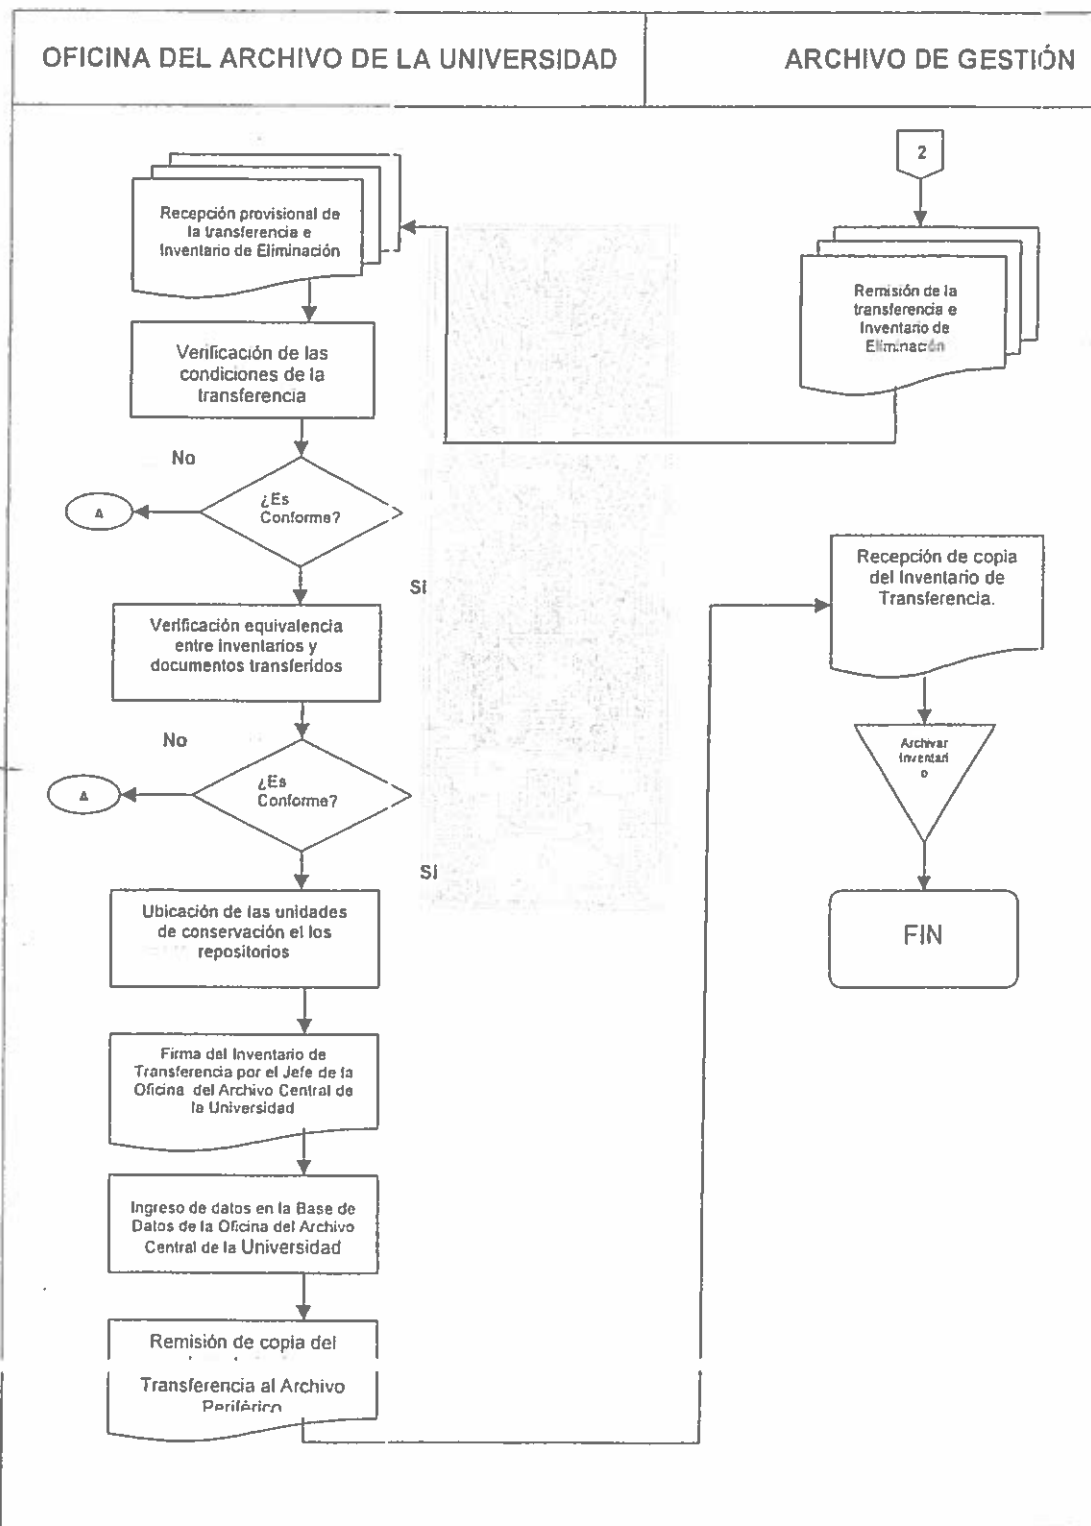 OFICINA DEL ARCHIVO DE LA UNIVERSIDAD
ARCHIVO DE GESTIÓN
2
Recepción provisional de
la transferencia e
Inventario de Eliminación
Remisión de la
transferencia e
Inventario de
Eliminación
Verificación de las
condiciones de la
transferencia
No
¿Es
Conforme?
A
Si
Verificación equivalencia
entre inventarios y
documentos transferidos
No
¿Es
Conforme?
A
Si
Ubicación de las unidades
de conservación el los
repositorios
Firma del Inventario de
Transferencia por el Jefe de la
Oficina del Archivo Central de
la Universidad
Ingreso de datos en la Base de
Datos de la Oficina del Archivo
Central de la Universidad
Remisión de copia del
Transferencia al Archivo
Periférico
Recepción de copia
del Inventario de
Transferencia.
Archivar
Inventari
o
FIN